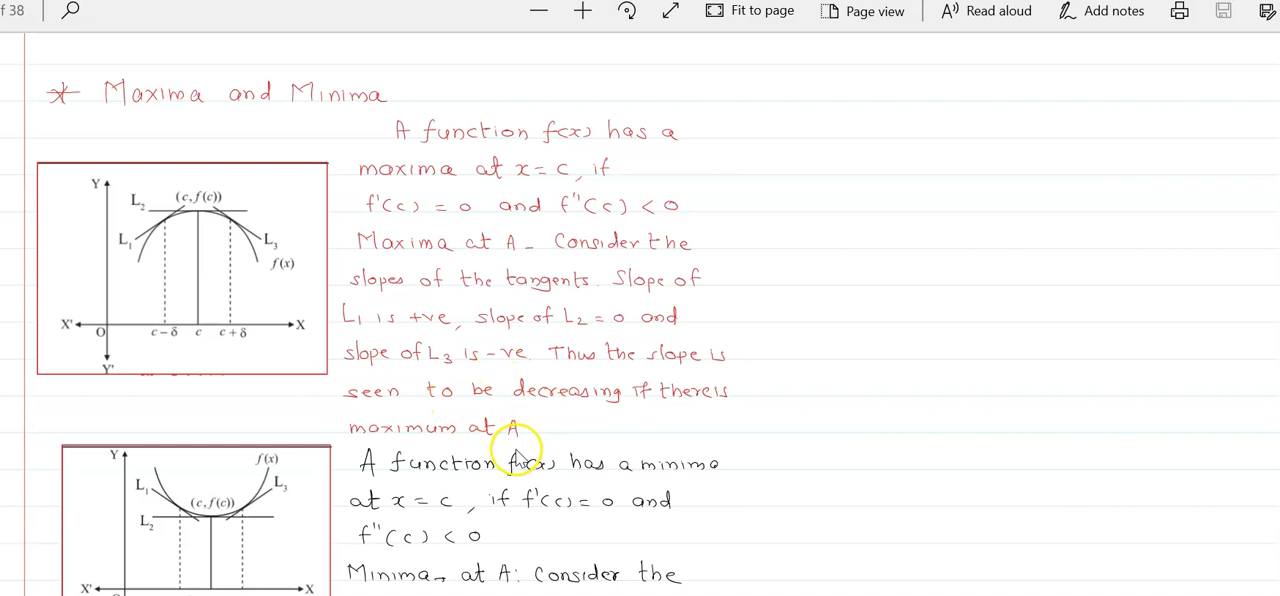 f 38
Fit to page
Page view
Read aloud
Add notes
* Maxima and Minima
A function f(x) has a
maxima at x = c, if
f'(c) = 0 and f''(c) < 0
Maxima at A - Consider the
slopes of the tangents. Slope of
L₁ is +ve, slope of L₂ = 0 and
slope of L₃ is -ve. Thus the slope is
seen to be decreasing if there is
maximum at A
Y
L₂
(c, f(c))
L₁
L₃
f(x)
X'
O
c – δ
c
c + δ
X
Y'
A function f(x) has a minima
at x = c, if f'(c) = 0 and
f''(c) < 0
Minima at A: Consider the
Y
f(x)
L₁
L₃
(c, f(c))
L₂
X'
X